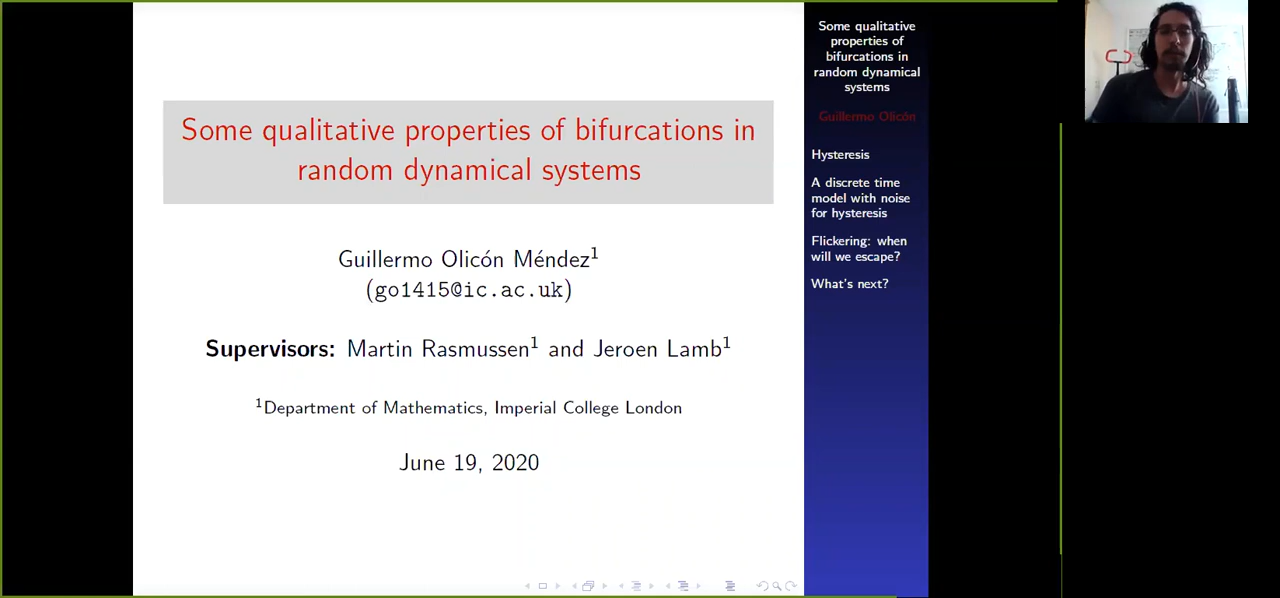 Some qualitative properties of bifurcations in
random dynamical systems
Guillermo Olicón Méndez¹
(go1415@ic.ac.uk)
Supervisors: Martin Rasmussen¹ and Jeroen Lamb¹
¹Department of Mathematics, Imperial College London
June 19, 2020
Some qualitative
properties of
bifurcations in
random dynamical
systems
Guillermo Olicón
Hysteresis
A discrete time
model with noise
for hysteresis
Flickering: when
will we escape?
What's next?